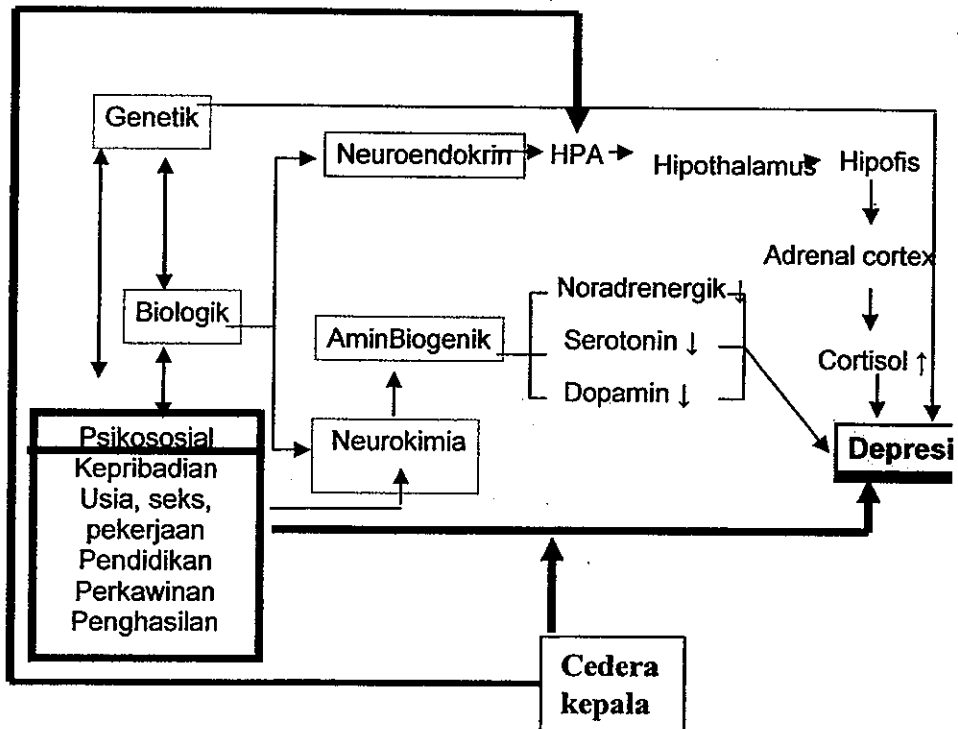 Genetik
Neuroendokrin
HPA
Hipothalamus
Hipofis
Adrenal cortex
Biologik
AminBiogenik
Noradrenergik ↓
Serotonin ↓
Dopamin ↓
Cortisol ↑
Psikososial
Kepribadian
Usia, seks,
pekerjaan
Pendidikan
Perkawinan
Penghasilan
Neurokimia
Depresi
Cedera
kepala